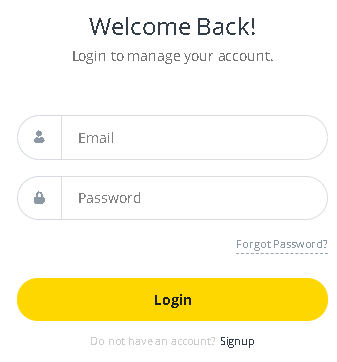 Welcome Back!
Login to manage your account.
Email
Password
Forgot Password?
Login
Do not have an account? Signup